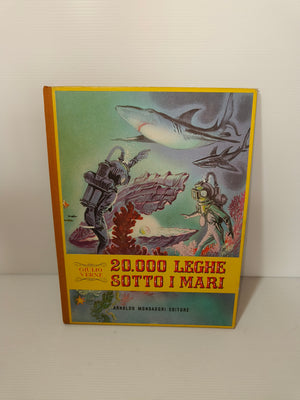 GIULIO
VERNE
20.000 LEGHE
SOTTO I MARI
ARNOLDO MONDADORI EDITORE